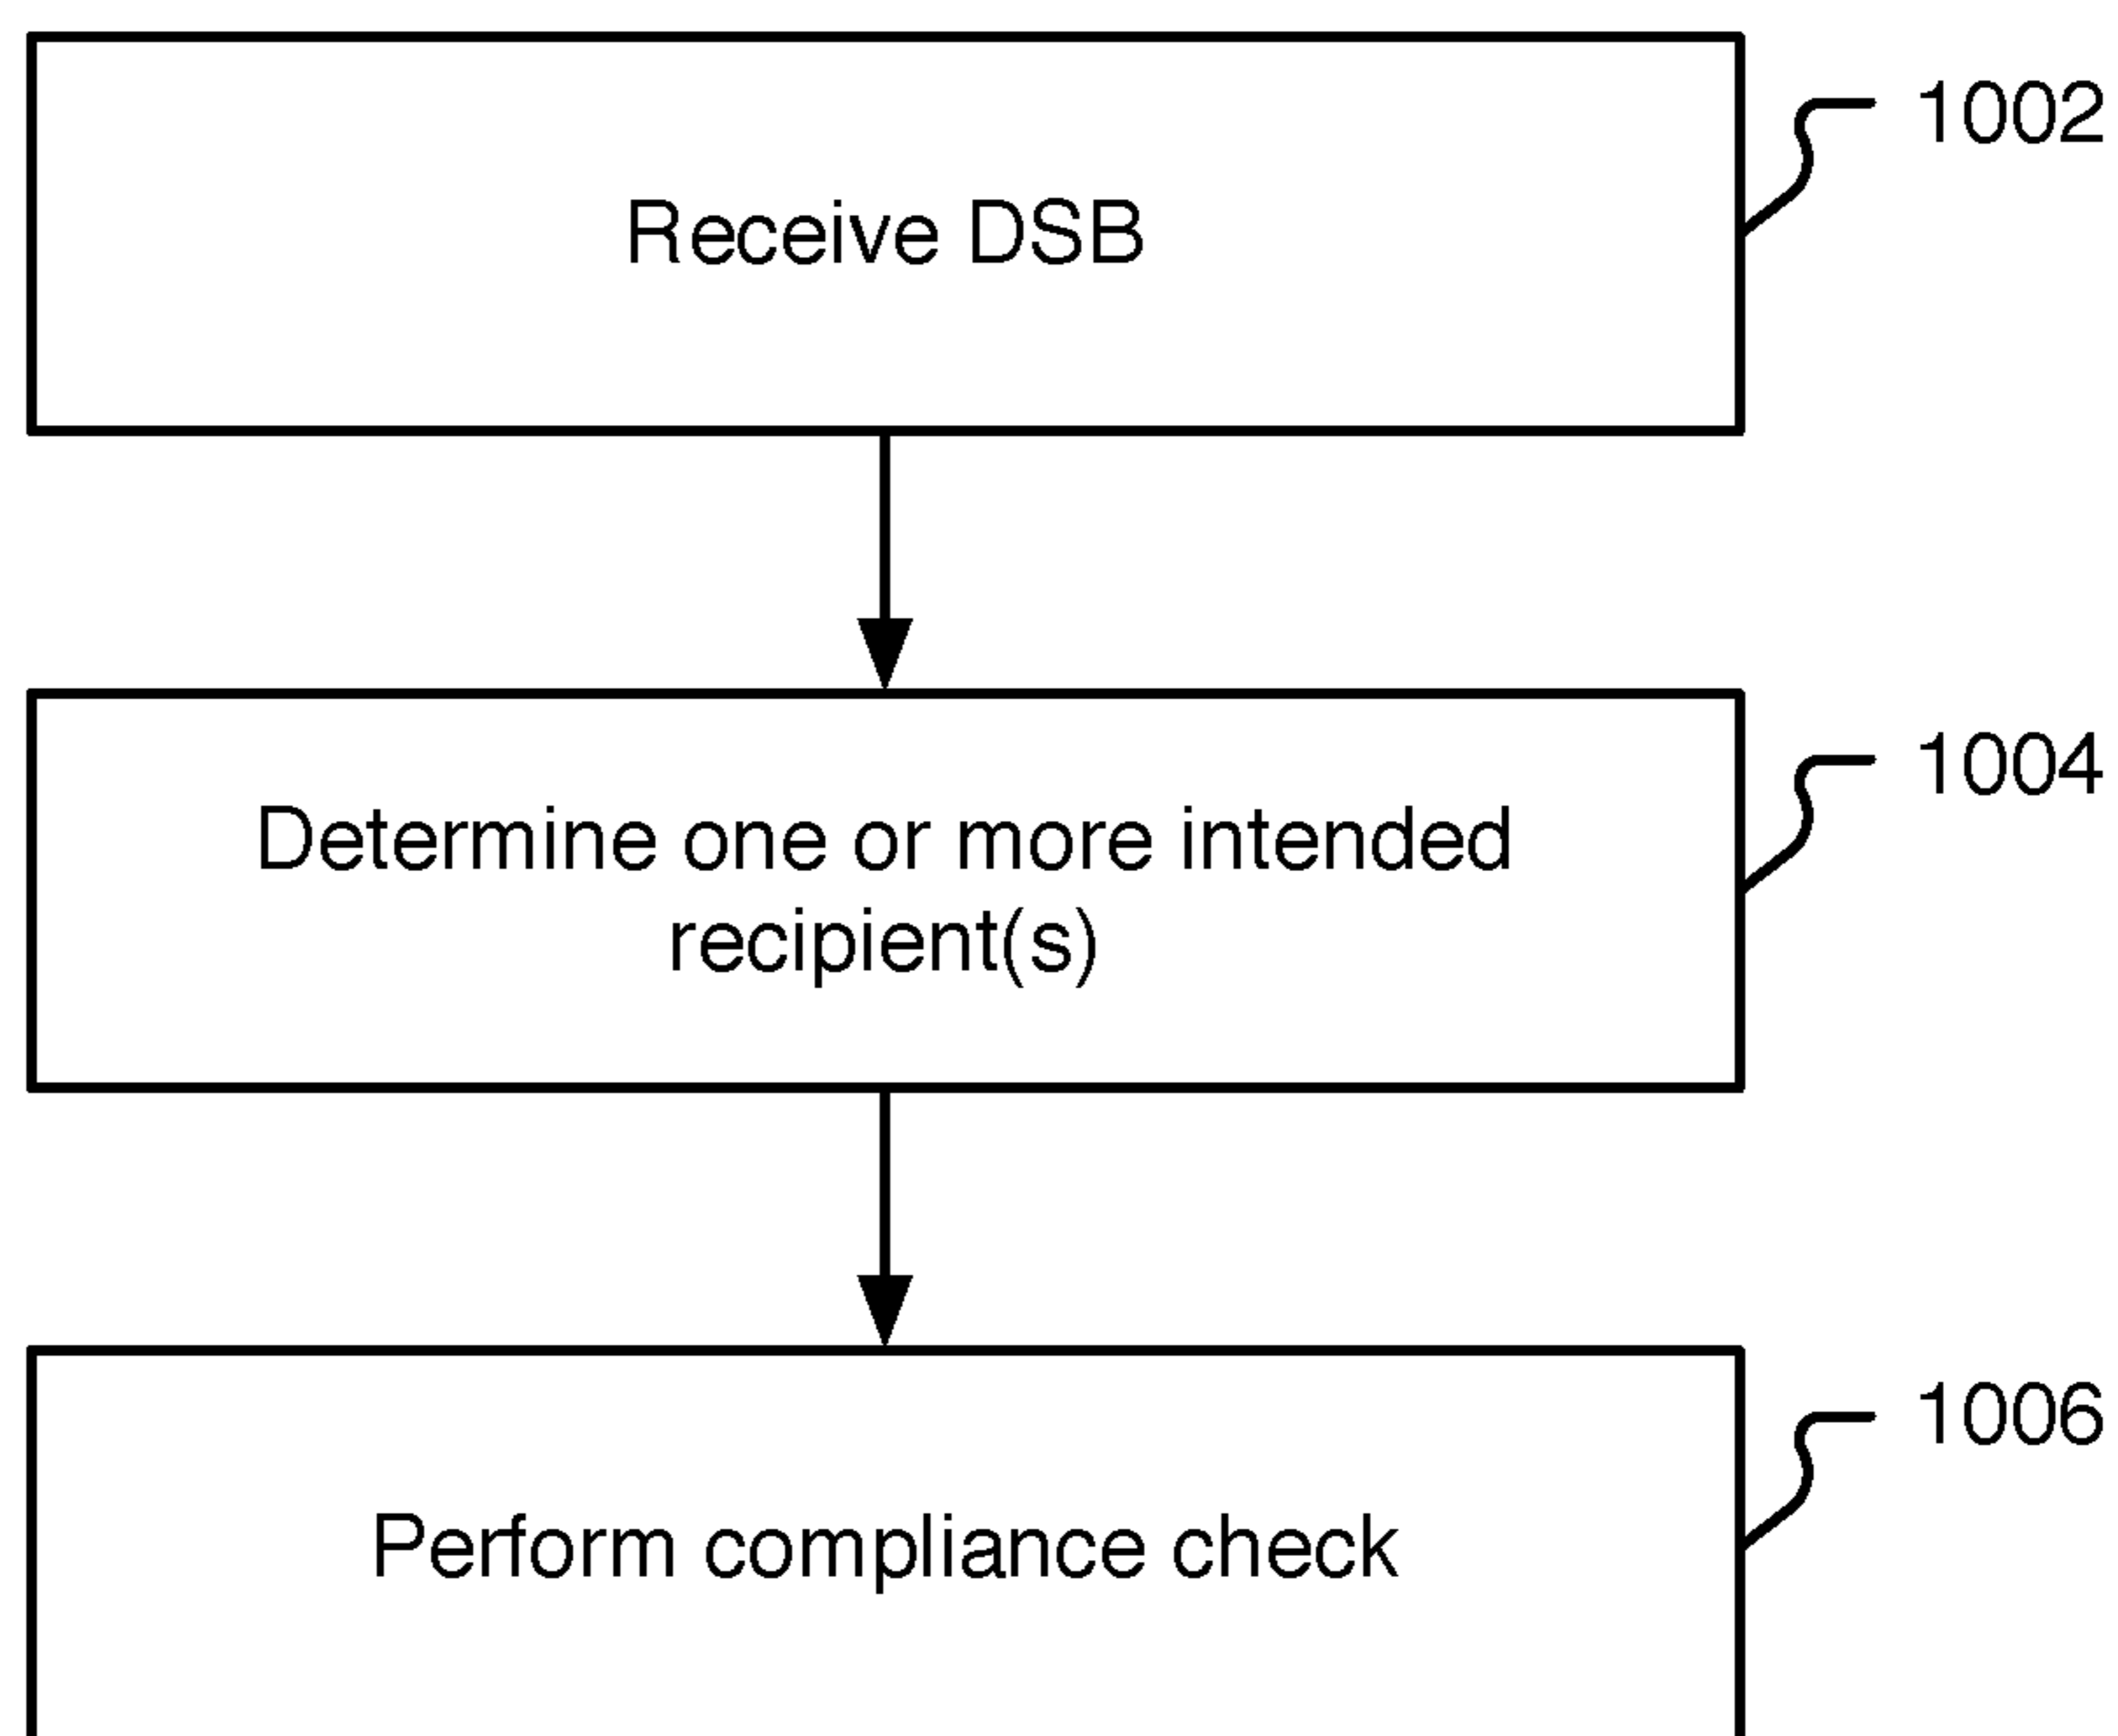 Receive DSB
1002
Determine one or more intended
recipient(s)
1004
Perform compliance check
1006